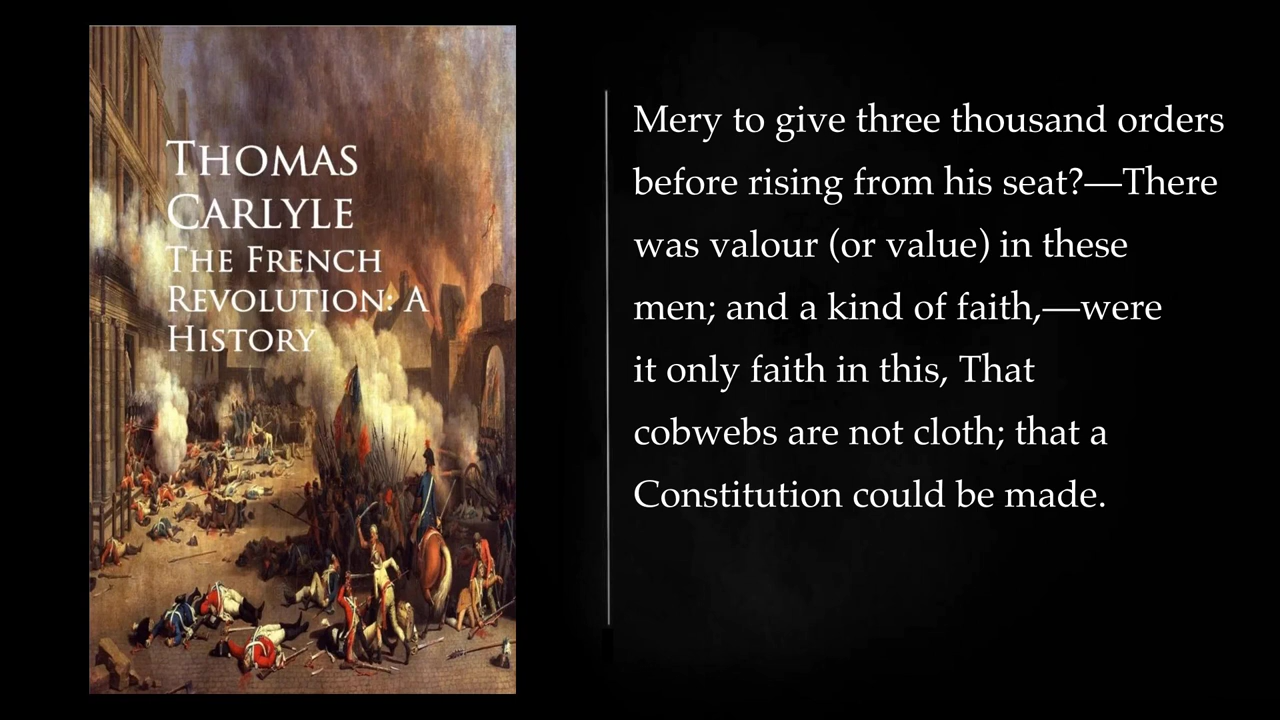 THOMAS
CARLYLE
THE FRENCH
REVOLUTION: A
HISTORY
Mery to give three thousand orders
before rising from his seat?—There
was valour (or value) in these
men; and a kind of faith,—were
it only faith in this, That
cobwebs are not cloth; that a
Constitution could be made.